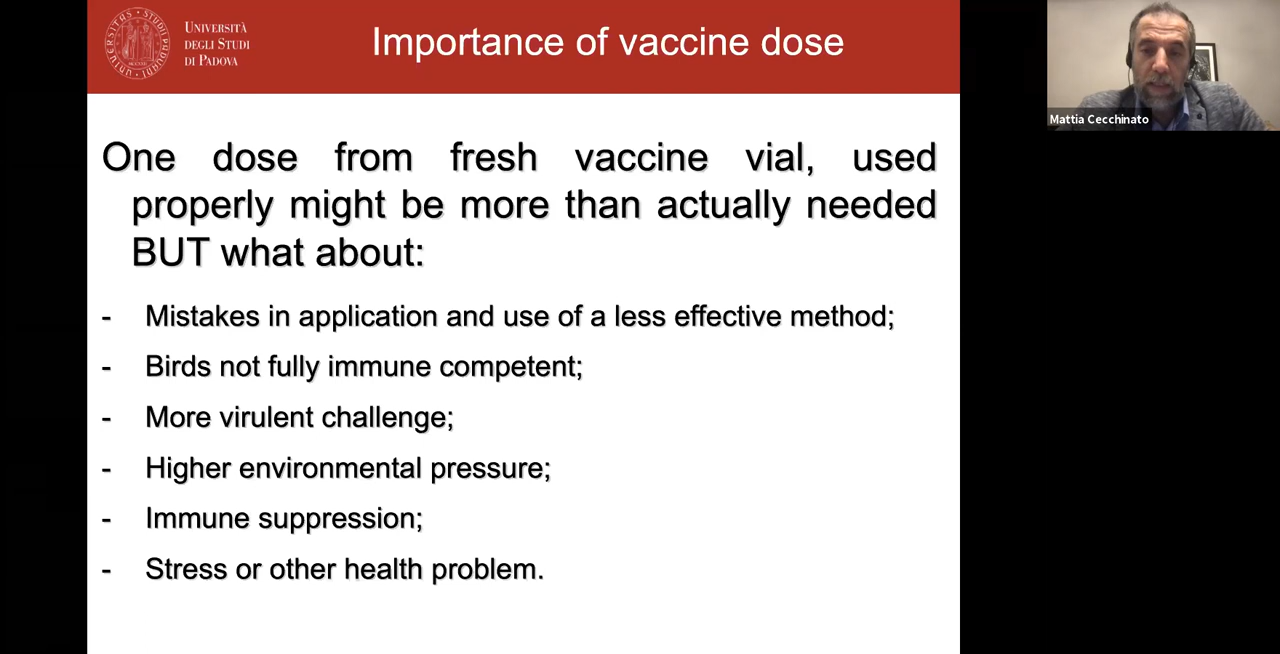 UNIVERSITÀ
DEGLI STUDI
DI PADOVA
Importance of vaccine dose
Mattia Cecchinato
One dose from fresh vaccine vial, used
properly might be more than actually needed
BUT what about:
- Mistakes in application and use of a less effective method;
- Birds not fully immune competent;
- More virulent challenge;
- Higher environmental pressure;
- Immune suppression;
- Stress or other health problem.